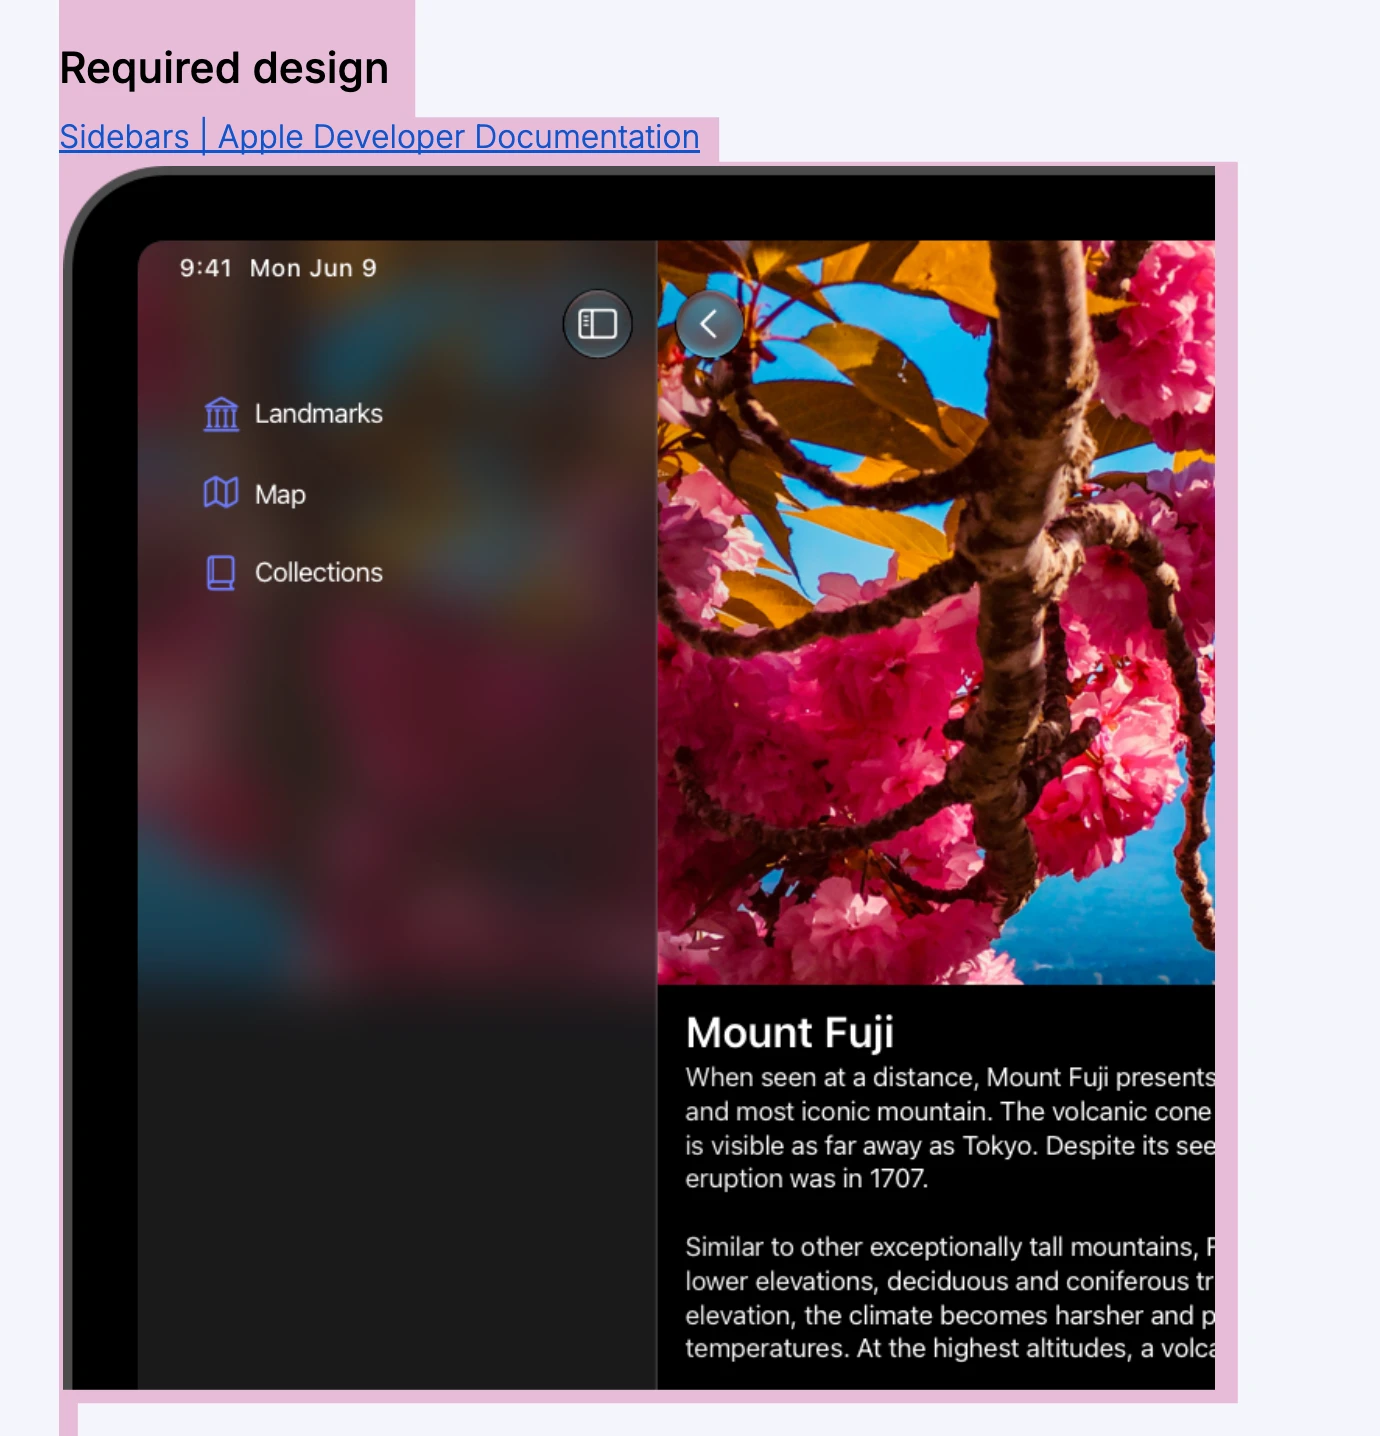 Required design
Sidebars | Apple Developer Documentation
9:41 Mon Jun 9
Landmarks
Map
Collections
Mount Fuji
When seen at a distance, Mount Fuji presents
and most iconic mountain. The volcanic cone
is visible as far away as Tokyo. Despite its see
eruption was in 1707.
Similar to other exceptionally tall mountains, F
lower elevations, deciduous and coniferous tr
elevation, the climate becomes harsher and p
temperatures. At the highest altitudes, a volca